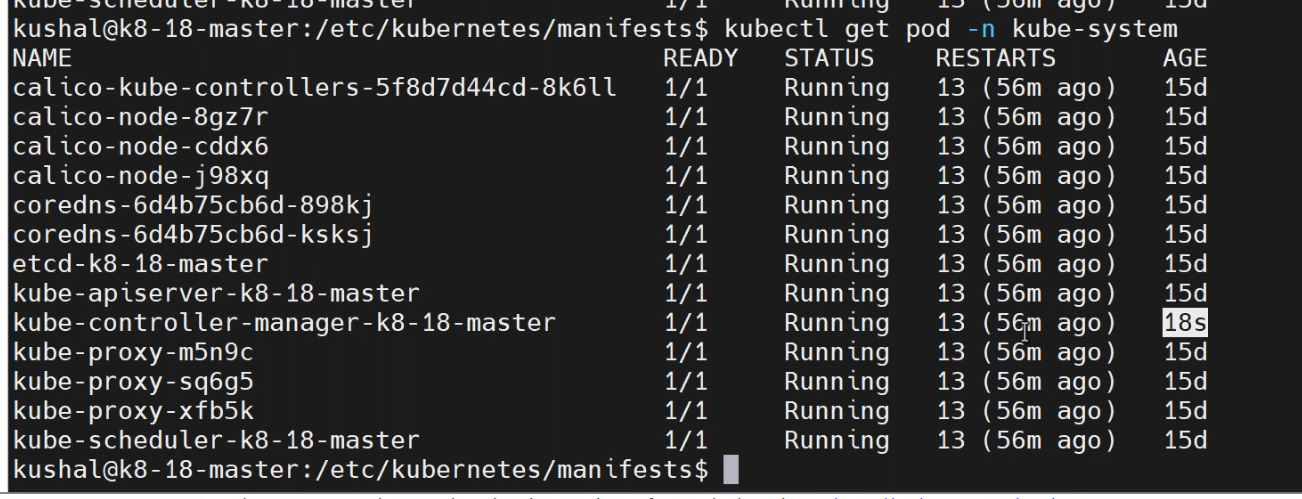 kube-scheduler-k8-18-master 1/1 Running 13 (56m ago) 15d
kushal@k8-18-master:/etc/kubernetes/manifests$ kubectl get pod -n kube-system
NAME READY STATUS RESTARTS AGE
calico-kube-controllers-5f8d7d44cd-8k6ll 1/1 Running 13 (56m ago) 15d
calico-node-8gz7r 1/1 Running 13 (56m ago) 15d
calico-node-cddx6 1/1 Running 13 (56m ago) 15d
calico-node-j98xq 1/1 Running 13 (56m ago) 15d
coredns-6d4b75cb6d-898kj 1/1 Running 13 (56m ago) 15d
coredns-6d4b75cb6d-ksksj 1/1 Running 13 (56m ago) 15d
etcd-k8-18-master 1/1 Running 13 (56m ago) 15d
kube-apiserver-k8-18-master 1/1 Running 13 (56m ago) 15d
kube-controller-manager-k8-18-master 1/1 Running 13 (56m ago) 18s
kube-proxy-m5n9c 1/1 Running 13 (56m ago) 15d
kube-proxy-sq6g5 1/1 Running 13 (56m ago) 15d
kube-proxy-xfb5k 1/1 Running 13 (56m ago) 15d
kube-scheduler-k8-18-master 1/1 Running 13 (56m ago) 15d
kushal@k8-18-master:/etc/kubernetes/manifests$